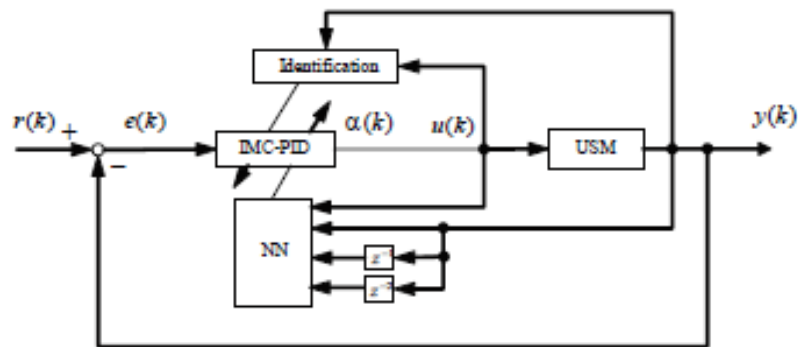 Identification
r(k) + e(k) α(k) u(k) y(k)
IMC-PID USM
−
NN
z⁻¹
z⁻²